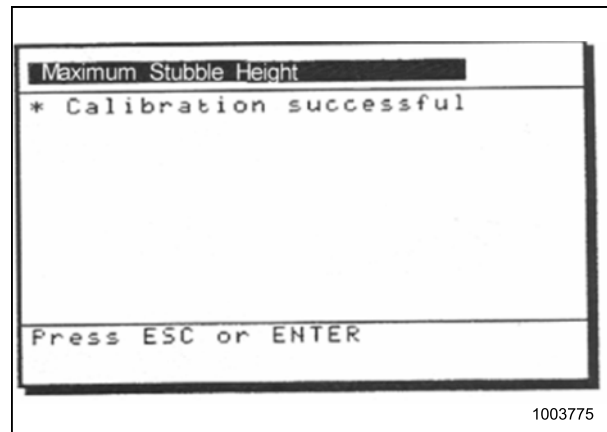 Maximum Stubble Height
* Calibration successful
Press ESC or ENTER
1003775